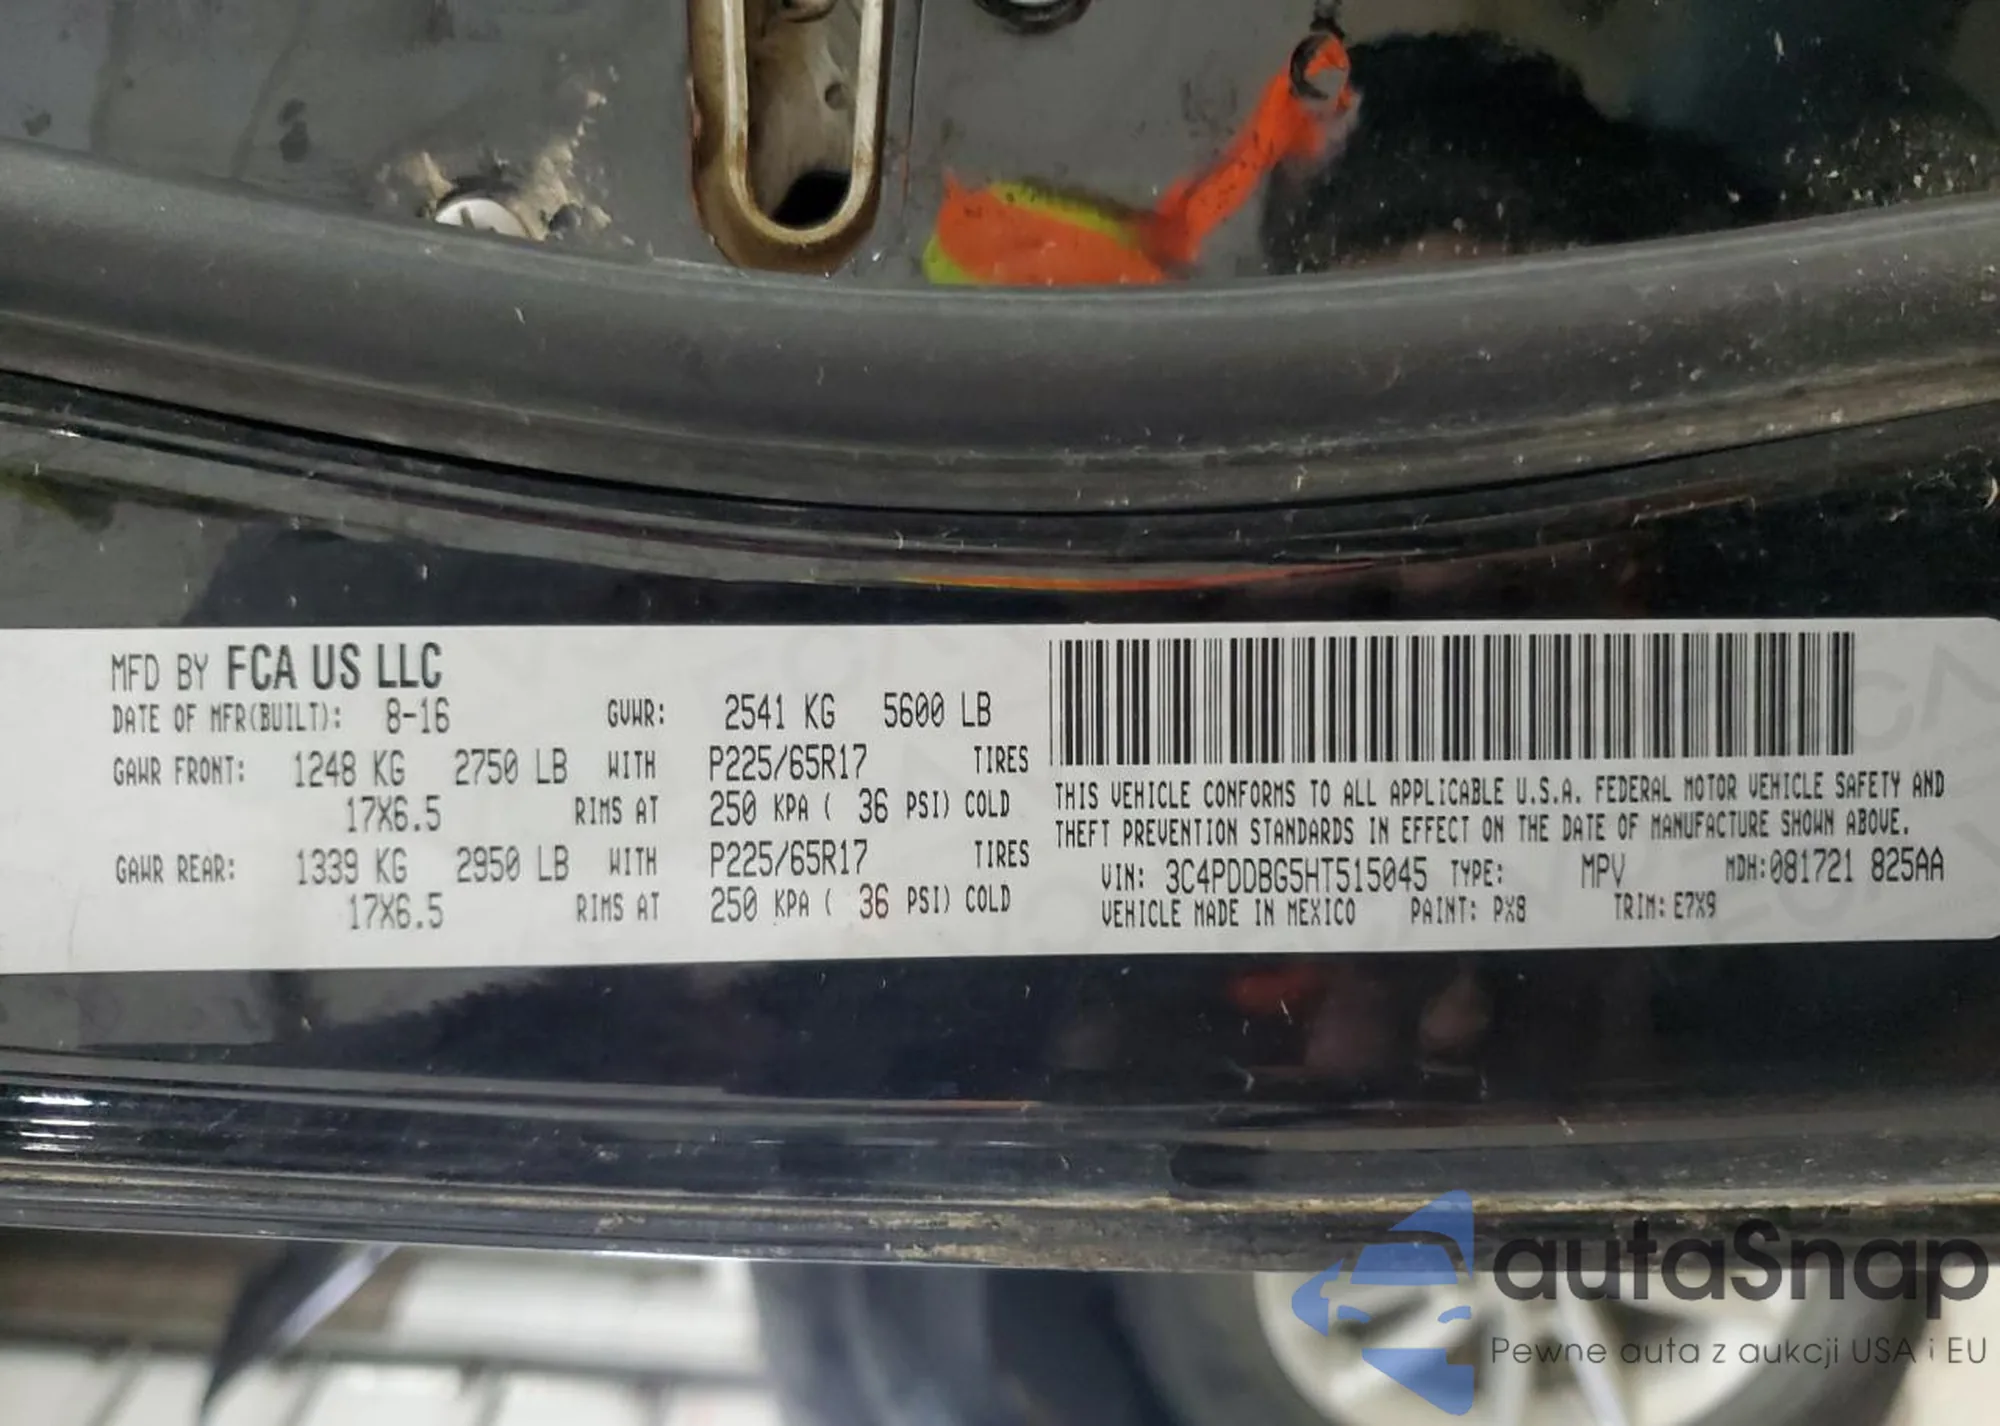 MFD BY FCA US LLC
DATE OF MFR(BUILT): 8-16 GVWR: 2541 KG 5600 LB
GAWR FRONT: 1248 KG 2750 LB WITH P225/65R17 TIRES
17X6.5 RIMS AT 250 KPA ( 36 PSI) COLD
GAWR REAR: 1339 KG 2950 LB WITH P225/65R17 TIRES
17X6.5 RIMS AT 250 KPA ( 36 PSI) COLD
THIS VEHICLE CONFORMS TO ALL APPLICABLE U.S.A. FEDERAL MOTOR VEHICLE SAFETY AND
THEFT PREVENTION STANDARDS IN EFFECT ON THE DATE OF MANUFACTURE SHOWN ABOVE.
VIN: 3C4PDDBG5HT515045 TYPE: MPV MDH:081721 825AA
VEHICLE MADE IN MEXICO PAINT: PX8 TRIM: E7X9
autaSnap
Pewne auta z aukcji USA i EU